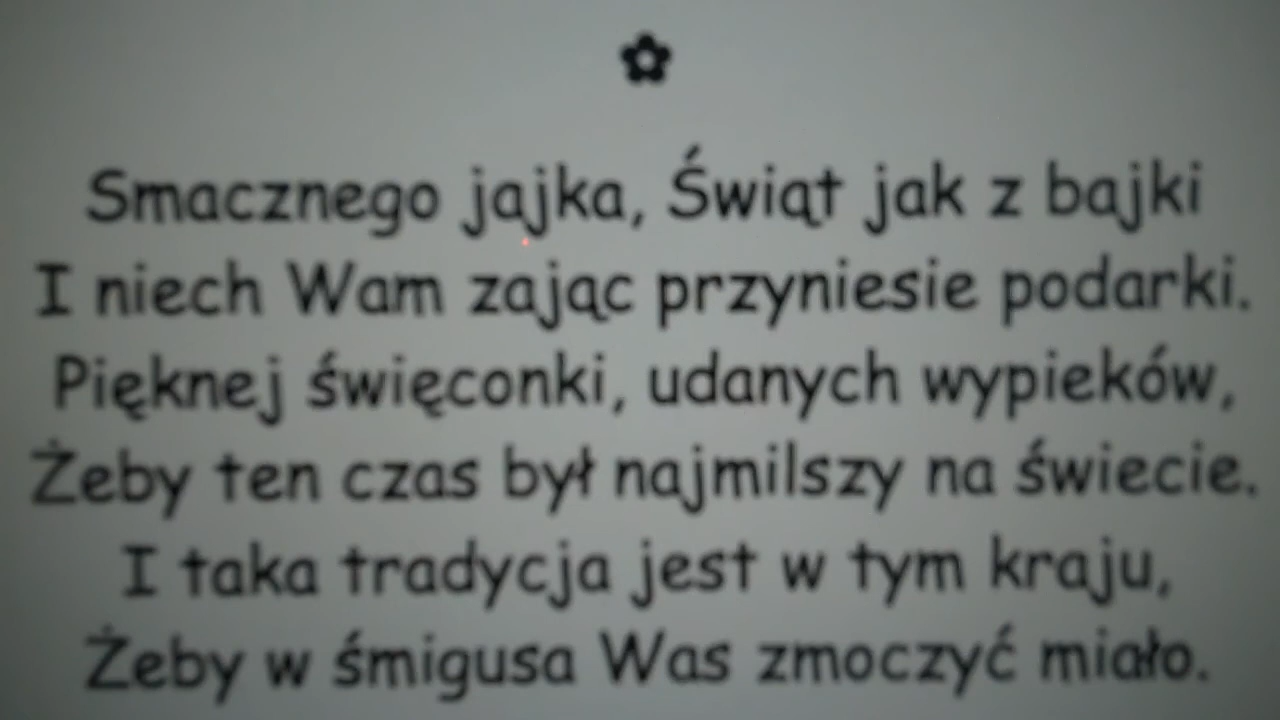 Smacznego jajka, Świąt jak z bajki
I niech Wam zając przyniesie podarki.
Pięknej święconki, udanych wypieków,
Żeby ten czas był najmilszy na świecie.
I taka tradycja jest w tym kraju,
Żeby w śmigusa Was zmoczyć miało.